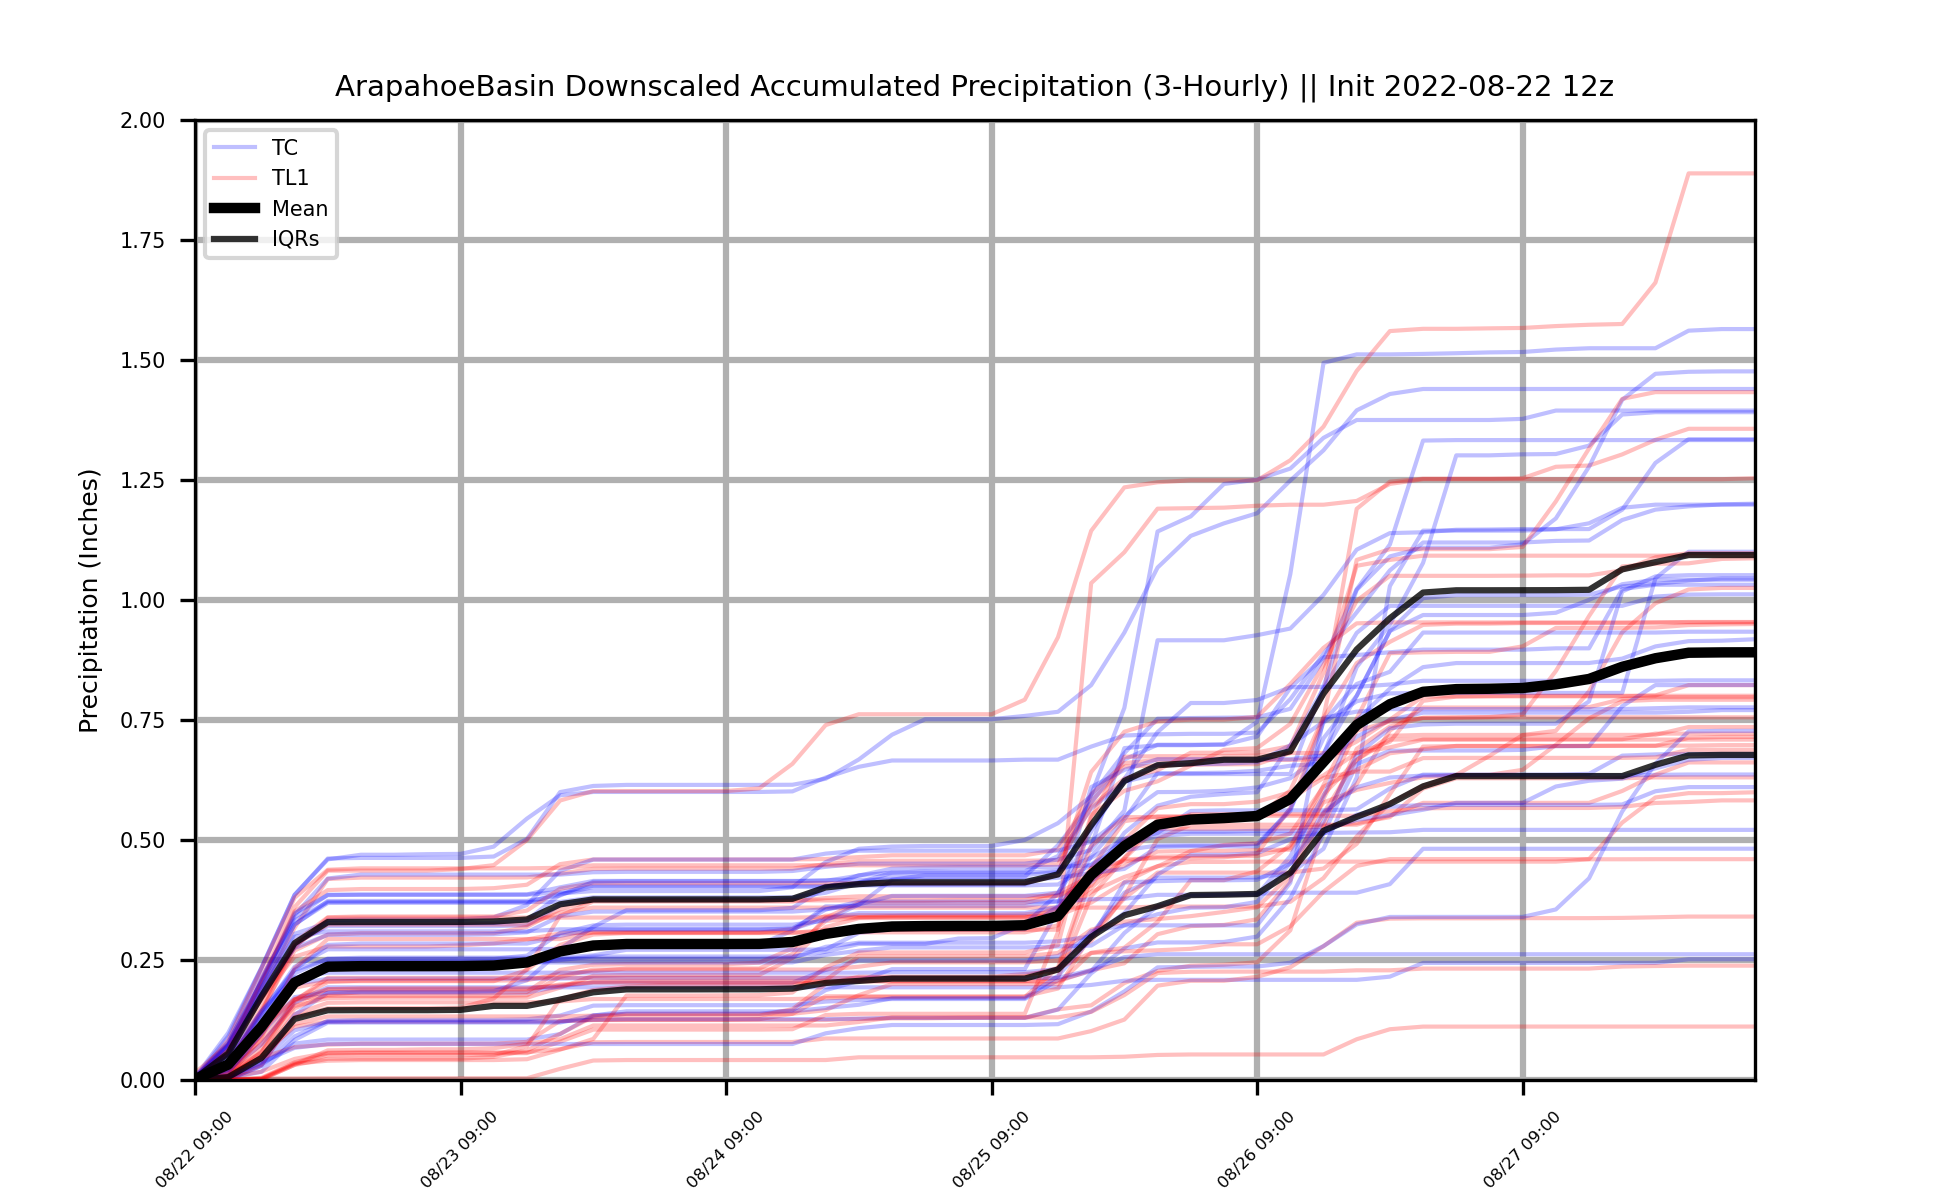 ArapahoeBasin Downscaled Accumulated Precipitation (3-Hourly) || Init 2022-08-22 12z
Precipitation (Inches)
2.00
1.75
1.50
1.25
1.00
0.75
0.50
0.25
0.00
TC
TL1
Mean
IQRs
08/22 09:00
08/23 09:00
08/24 09:00
08/25 09:00
08/26 09:00
08/27 09:00